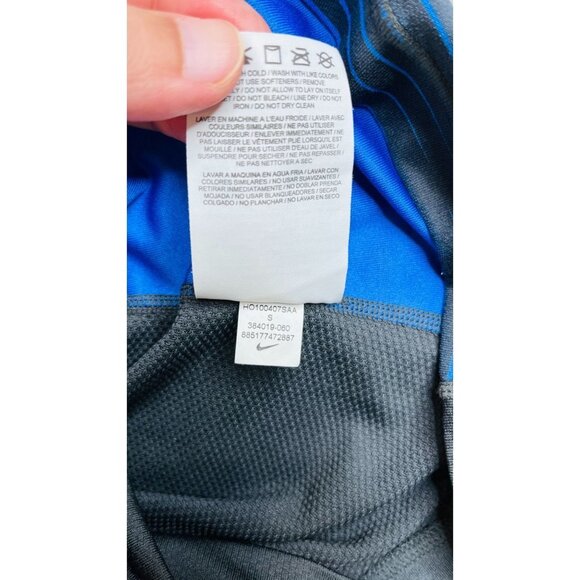 CH COLD / WASH WITH LIKE COLORS
OT USE SOFTENERS / REMOVE
LY / DO NOT ALLOW TO LAY ON ITSELF
ET / DO NOT BLEACH / LINE DRY / DO NOT
IRON / DO NOT DRY CLEAN
LAVER EN MACHINE A L'EAU FROIDE / LAVER AVEC
COULEURS SIMILAIRES / NE PAS UTILISER
D'ADOUCISSEUR / ENLEVER IMMÉDIATEMENT / NE
PAS LAISSER LE VÊTEMENT PLIÉ LORSQU'IL EST
MOUILLÉ / NE PAS UTILISER D'EAU DE JAVEL /
SUSPENDRE POUR SÉCHER / NE PAS REPASSER /
NE PAS NETTOYER A SEC
LAVAR A MAQUINA EN AGUA FRIA / LAVAR CON
COLORES SIMILARES / NO USAR SUAVIZANTES /
RETIRAR INMEDIATAMENTE / NO DOBLAR PRENDA
MOJADA / NO USAR BLANQUEADORES / SECAR
COLGADO / NO PLANCHAR / NO LAVAR EN SECO
HO100407SAA
S
384019-060
885177472887